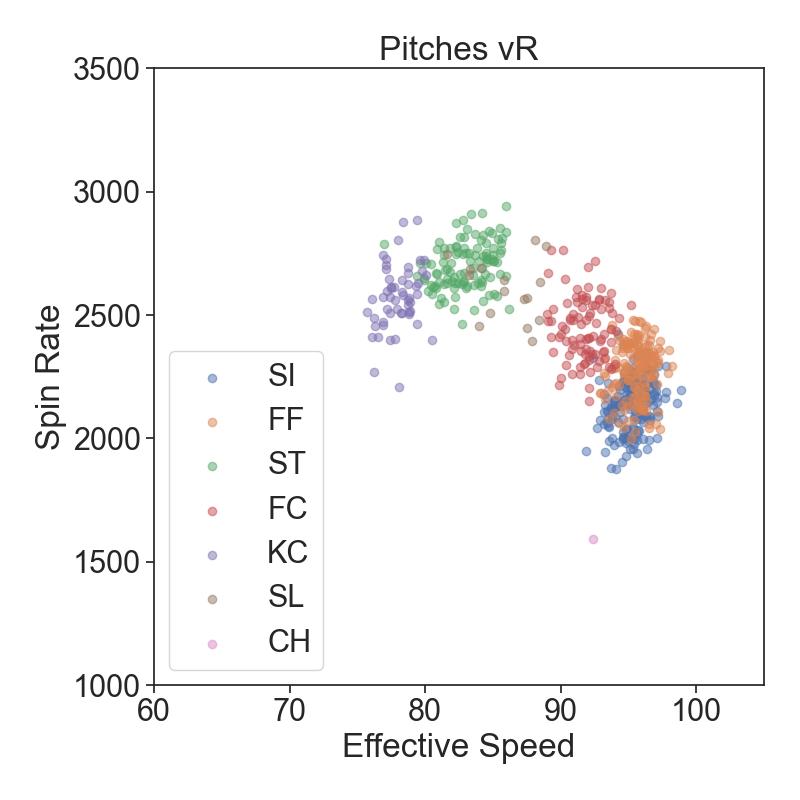 Pitches vR
3500
3000
2500
2000
1500
1000
Spin Rate
SI
FF
ST
FC
KC
SL
CH
60 70 80 90 100
Effective Speed